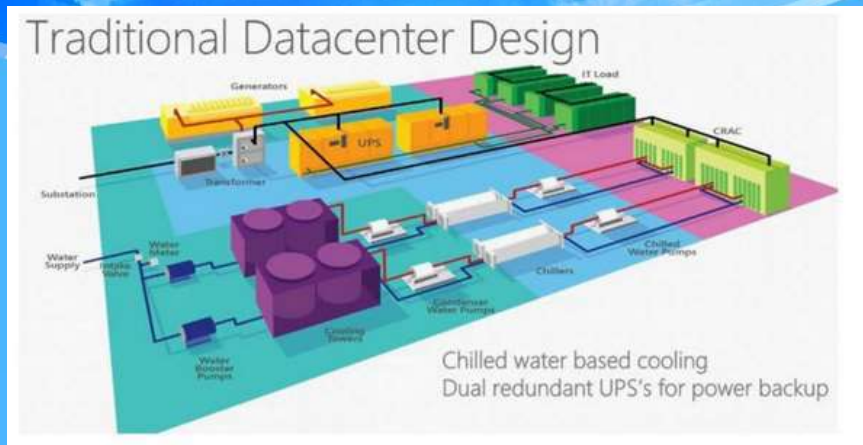 Traditional Datacenter Design
Generators
IT Load
UPS
CRAC
Substation
Transformer
Water
Supply
Water
Meter
Intake
Valve
Chilled
Water Pumps
Chillers
Condenser
Water Pumps
Cooling
Towers
Water
Booster
Pumps
Chilled water based cooling
Dual redundant UPS's for power backup